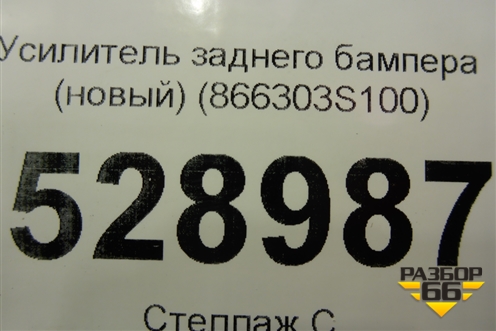 Усилитель заднего бампера
(новый) (866303S100)
528987
РАЗБОР
66
Стеллаж С